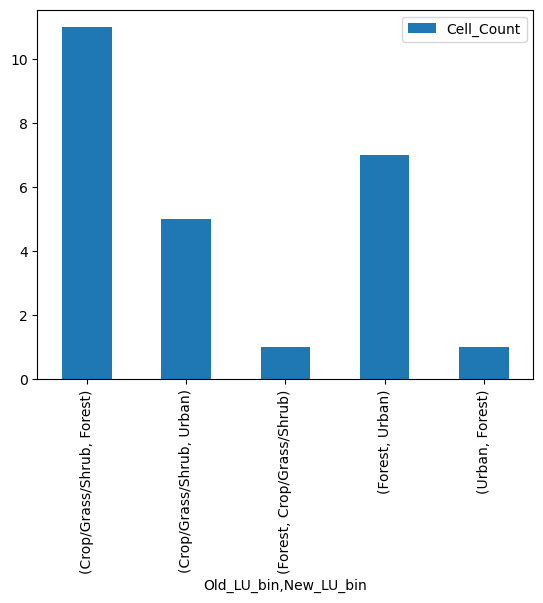 Cell_Count
10
8
6
4
2
0
(Crop/Grass/Shrub, Forest)
(Crop/Grass/Shrub, Urban)
(Forest, Crop/Grass/Shrub)
(Forest, Urban)
(Urban, Forest)
Old_LU_bin,New_LU_bin